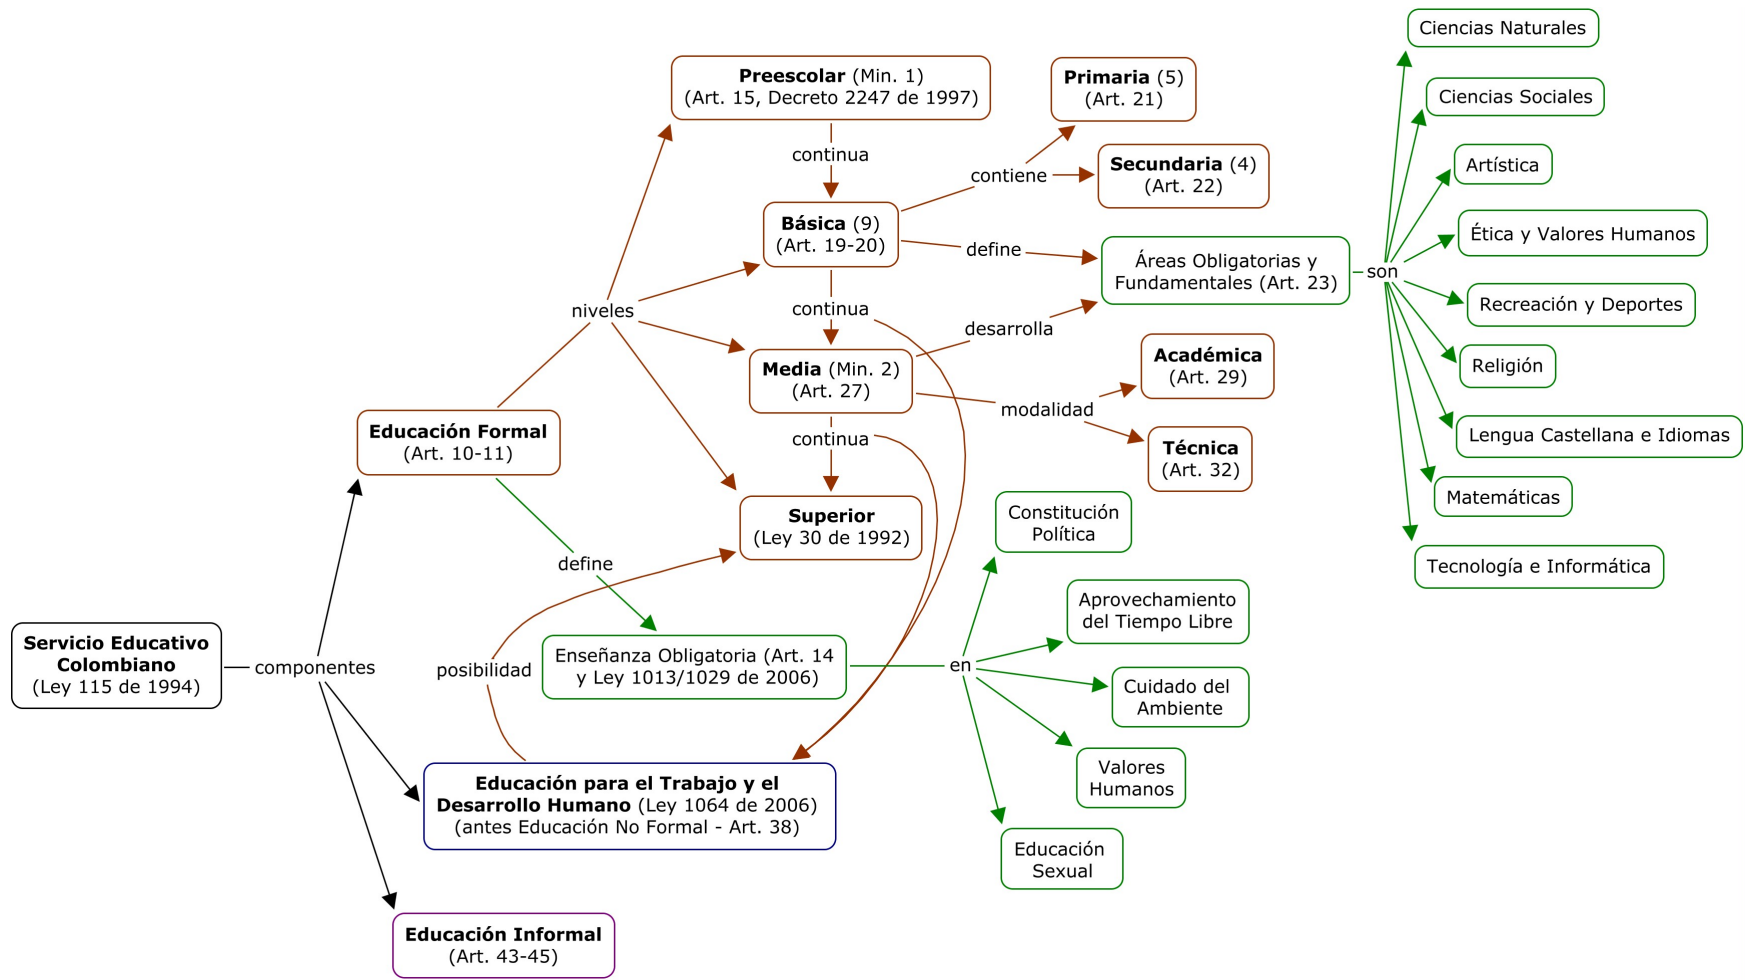 Servicio Educativo
Colombiano
(Ley 115 de 1994)
componentes
Educación Formal
(Art. 10-11)
niveles
Preescolar (Min. 1)
(Art. 15, Decreto 2247 de 1997)
continua
Básica (9)
(Art. 19-20)
continua
Media (Min. 2)
(Art. 27)
continua
Superior
(Ley 30 de 1992)
contiene
Primaria (5)
(Art. 21)
Secundaria (4)
(Art. 22)
define
desarrolla
Áreas Obligatorias y
Fundamentales (Art. 23)
modalidad
Académica
(Art. 29)
Técnica
(Art. 32)
son
Ciencias Naturales
Ciencias Sociales
Artística
Ética y Valores Humanos
Recreación y Deportes
Religión
Lengua Castellana e Idiomas
Matemáticas
Tecnología e Informática
define
Enseñanza Obligatoria (Art. 14
y Ley 1013/1029 de 2006)
en
Constitución
Política
Aprovechamiento
del Tiempo Libre
Cuidado del
Ambiente
Valores
Humanos
Educación
Sexual
posibilidad
Educación para el Trabajo y el
Desarrollo Humano (Ley 1064 de 2006)
(antes Educación No Formal - Art. 38)
Educación Informal
(Art. 43-45)